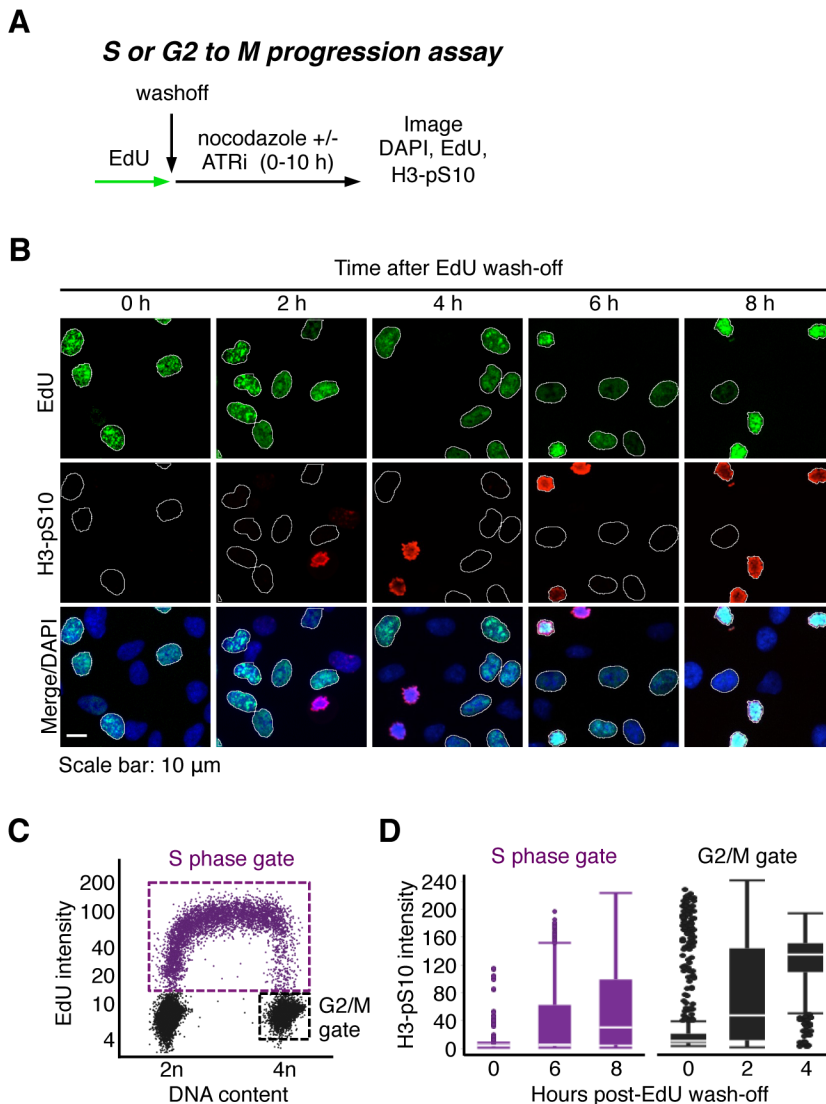 A
S or G2 to M progression assay
washoff
EdU
nocodazole +/-
ATRi (0-10 h)
Image
DAPI, EdU,
H3-pS10
B
Time after EdU wash-off
0 h 2 h 4 h 6 h 8 h
EdU
H3-pS10
Merge/DAPI
Scale bar: 10 μm
C
S phase gate
EdU intensity
200
100
40
20
10
4
G2/M
gate
2n 4n
DNA content
D
S phase gate G2/M gate
H3-pS10 intensity
240
200
160
120
80
40
0
0 6 8 0 2 4
Hours post-EdU wash-off